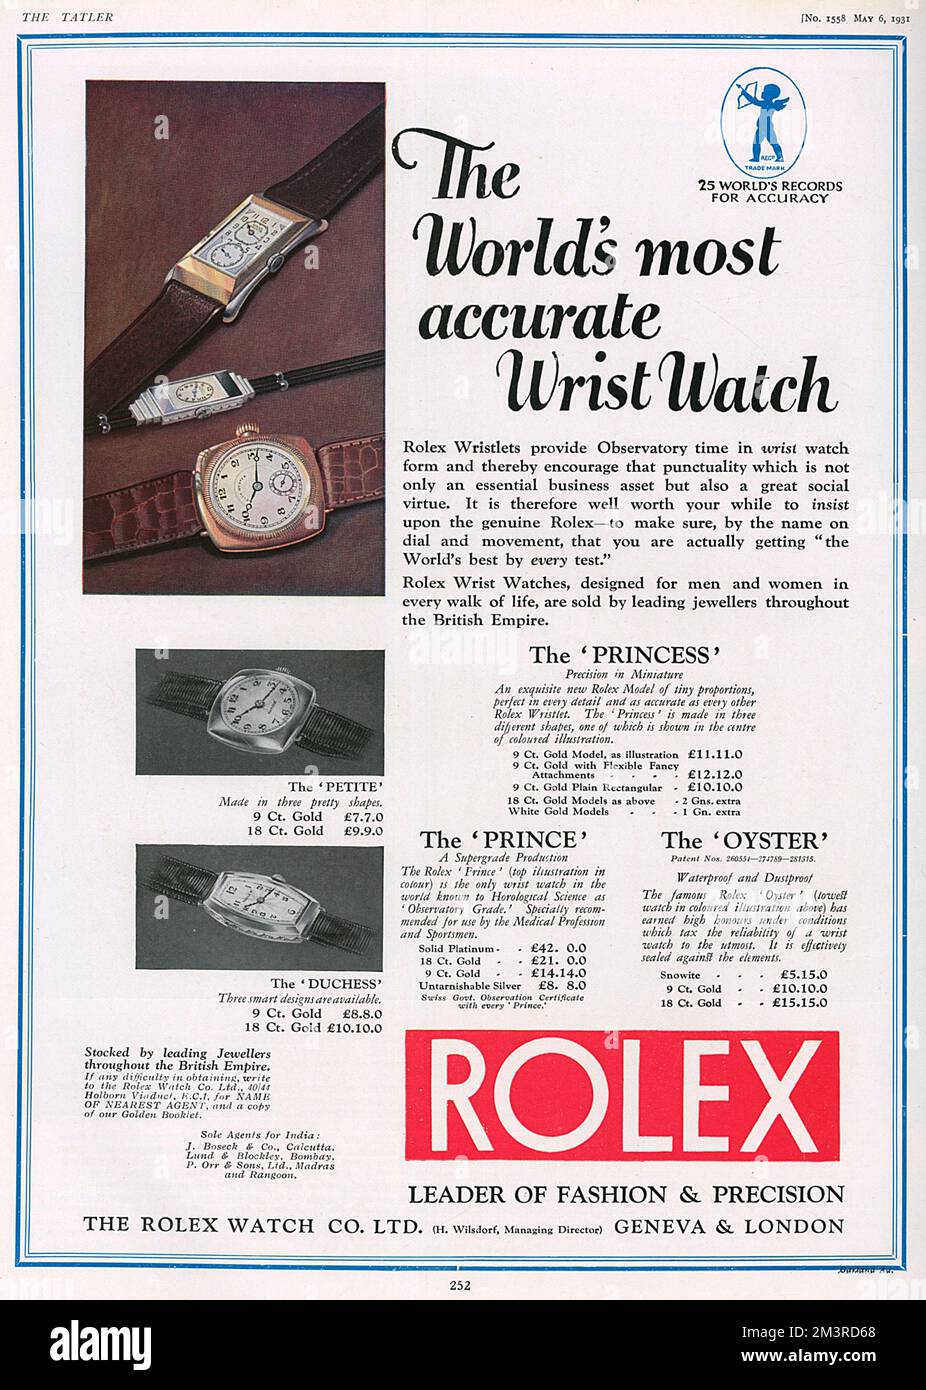 THE TATLER
[No. 1558 MAY 6, 1931
REGD
TRADE MARK
25 WORLD'S RECORDS
FOR ACCURACY
The
World's most
accurate
Wrist Watch
Rolex Wristlets provide Observatory time in wrist watch
form and thereby encourage that punctuality which is not
only an essential business asset but also a great social
virtue. It is therefore well worth your while to insist
upon the genuine Rolex—to make sure, by the name on
dial and movement, that you are actually getting "the
World's best by every test."
Rolex Wrist Watches, designed for men and women in
every walk of life, are sold by leading jewellers throughout
the British Empire.
The 'PRINCESS'
Precision in Miniature
An exquisite new Rolex Model of tiny proportions,
perfect in every detail and as accurate as every other
Rolex Wristlet. The 'Princess' is made in three
different shapes, one of which is shown in the centre
of coloured illustration.
9 Ct. Gold Model, as illustration £11.11.0
9 Ct. Gold with Flexible Fancy
Attachments - - - £12.12.0
9 Ct. Gold Plain Rectangular - £10.10.0
18 Ct. Gold Models as above - 2 Gns. extra
White Gold Models - - - 1 Gn. extra
The 'PETITE'
Made in three pretty shapes.
9 Ct. Gold £7.7.0
18 Ct. Gold £9.9.0
The 'DUCHESS'
Three smart designs are available.
9 Ct. Gold £8.8.0
18 Ct. Gold £10.10.0
The 'PRINCE'
A Supergrade Production
The Rolex 'Prince' (top illustration in
colour) is the only wrist watch in the
world known to Horological Science as
'Observatory Grade.' Specially recom-
mended for use by the Medical Profession
and Sportsmen.
Solid Platinum - - £42. 0.0
18 Ct. Gold - - £21. 0.0
9 Ct. Gold - - £14.14.0
Untarnishable Silver £8. 8.0
Swiss Govt. Observation Certificate
with every 'Prince.'
The 'OYSTER'
Patent Nos. 260554—274789—281315.
Waterproof and Dustproof
The famous Rolex 'Oyster' (lowest
watch in coloured illustration above) has
earned high honours under conditions
which tax the reliability of a wrist
watch to the utmost. It is effectively
sealed against the elements.
Snowite - - £5.15.0
9 Ct. Gold - - £10.10.0
18 Ct. Gold - - £15.15.0
Stocked by leading Jewellers
throughout the British Empire.
If any difficulty in obtaining, write
to the Rolex Watch Co. Ltd., 40/44
Holborn Viaduct, E.C.1, for NAME
OF NEAREST AGENT, and a copy
of our Golden Booklet.
Sole Agents for India:
J. Boseck & Co., Calcutta.
Lund & Blockley, Bombay.
P. Orr & Sons, Ltd., Madras
and Rangoon.
ROLEX
LEADER OF FASHION & PRECISION
THE ROLEX WATCH CO. LTD. (H. Wilsdorf, Managing Director) GENEVA & LONDON
252
alamy
Image ID: 2M3RD68
www.alamy.com